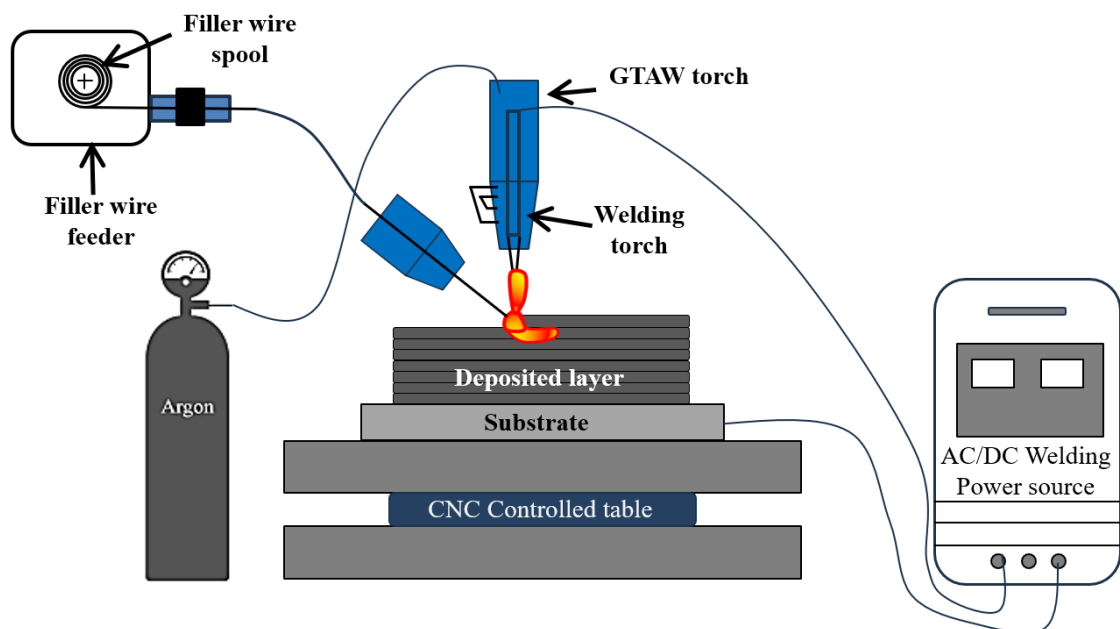 Filler wire
spool
GTAW torch
Filler wire
feeder
Welding
torch
Argon
Deposited layer
Substrate
CNC Controlled table
AC/DC Welding
Power source